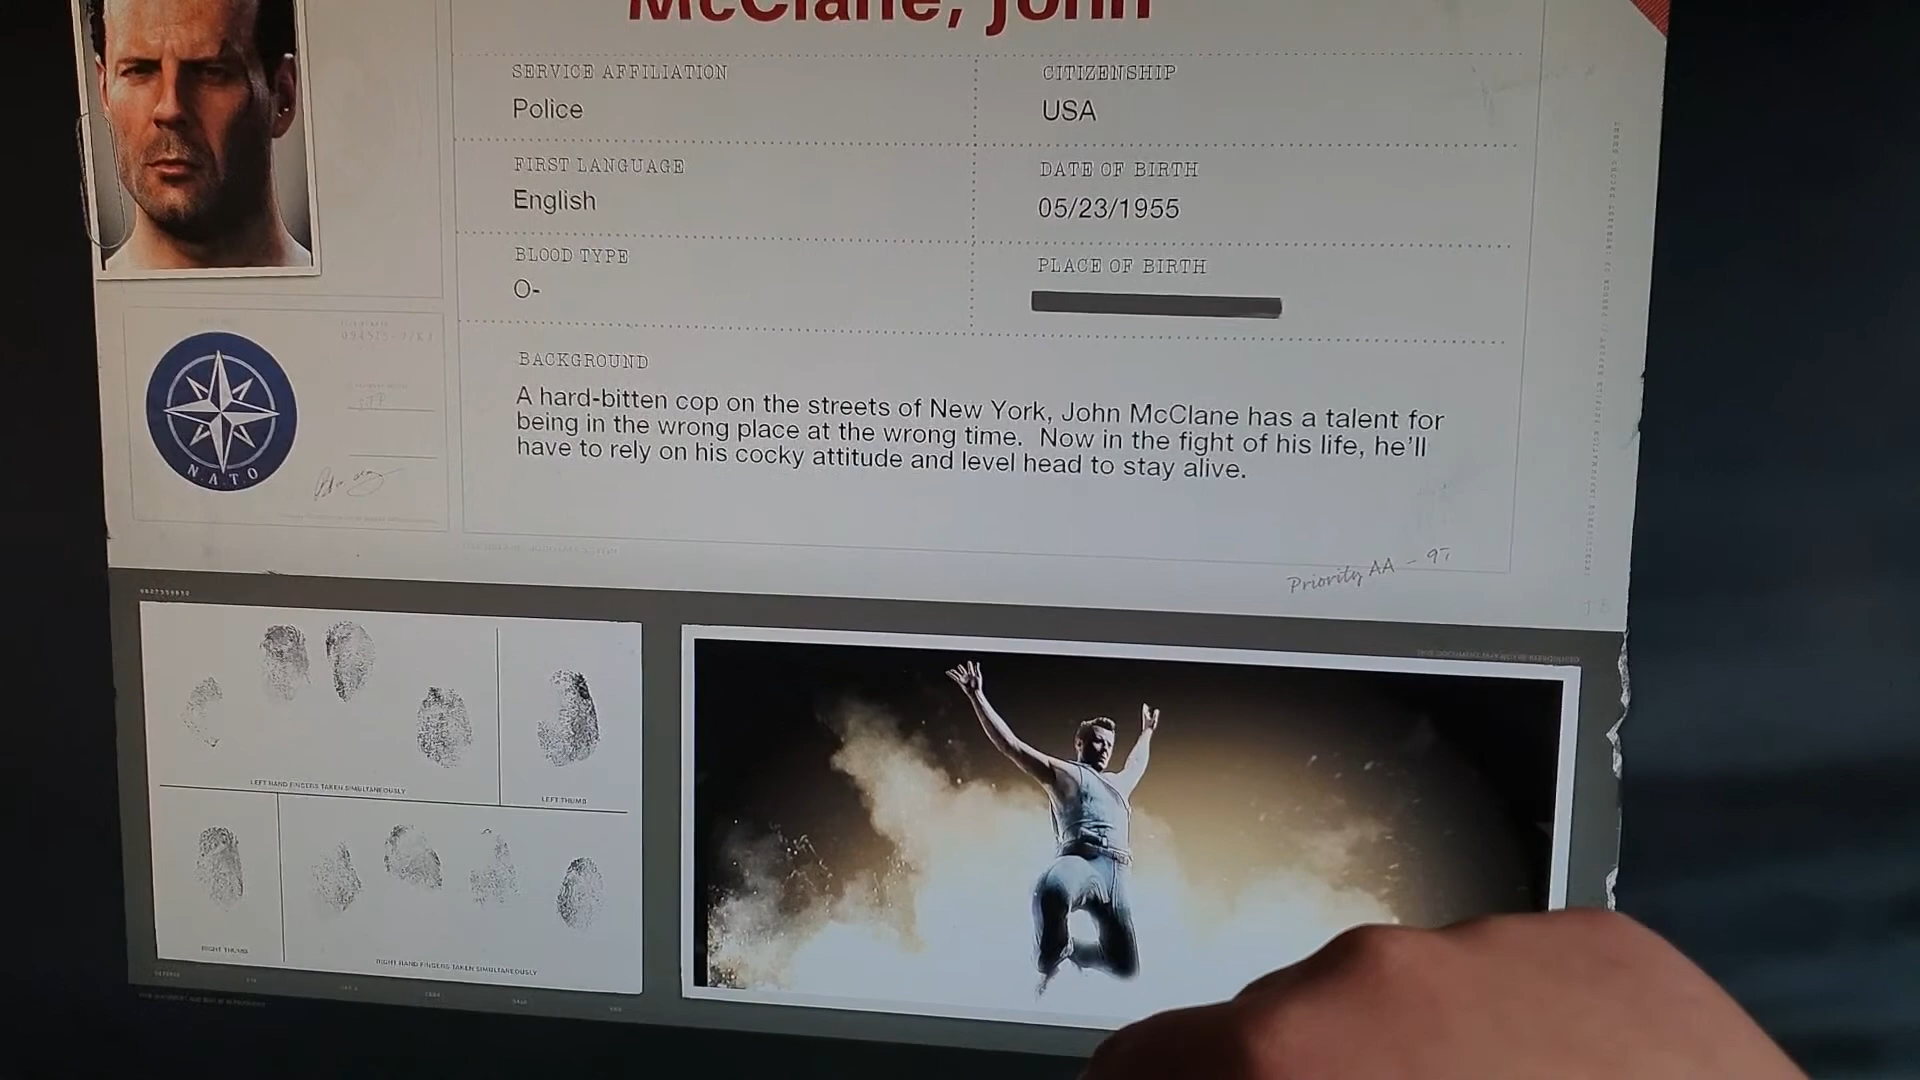 McClane, John
SERVICE AFFILIATION
Police
CITIZENSHIP
USA
FIRST LANGUAGE
English
DATE OF BIRTH
05/23/1955
BLOOD TYPE
O-
PLACE OF BIRTH
BACKGROUND
A hard-bitten cop on the streets of New York, John McClane has a talent for
being in the wrong place at the wrong time. Now in the fight of his life, he'll
have to rely on his cocky attitude and level head to stay alive.
N.A.T.O
Priority AA -
LEFT HAND FINGERS TAKEN SIMULTANEOUSLY
LEFT THUMB
RIGHT THUMB
RIGHT HAND FINGERS TAKEN SIMULTANEOUSLY